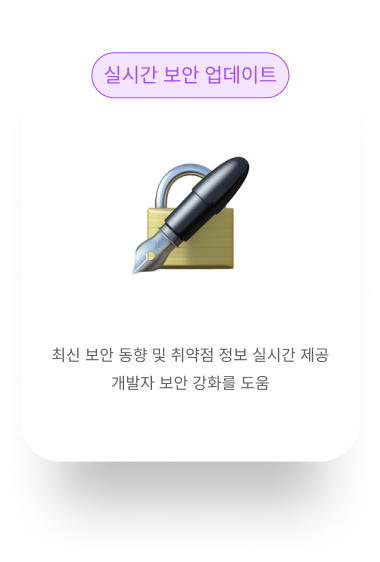 실시간 보안 업데이트
최신 보안 동향 및 취약점 정보 실시간 제공
개발자 보안 강화를 도움